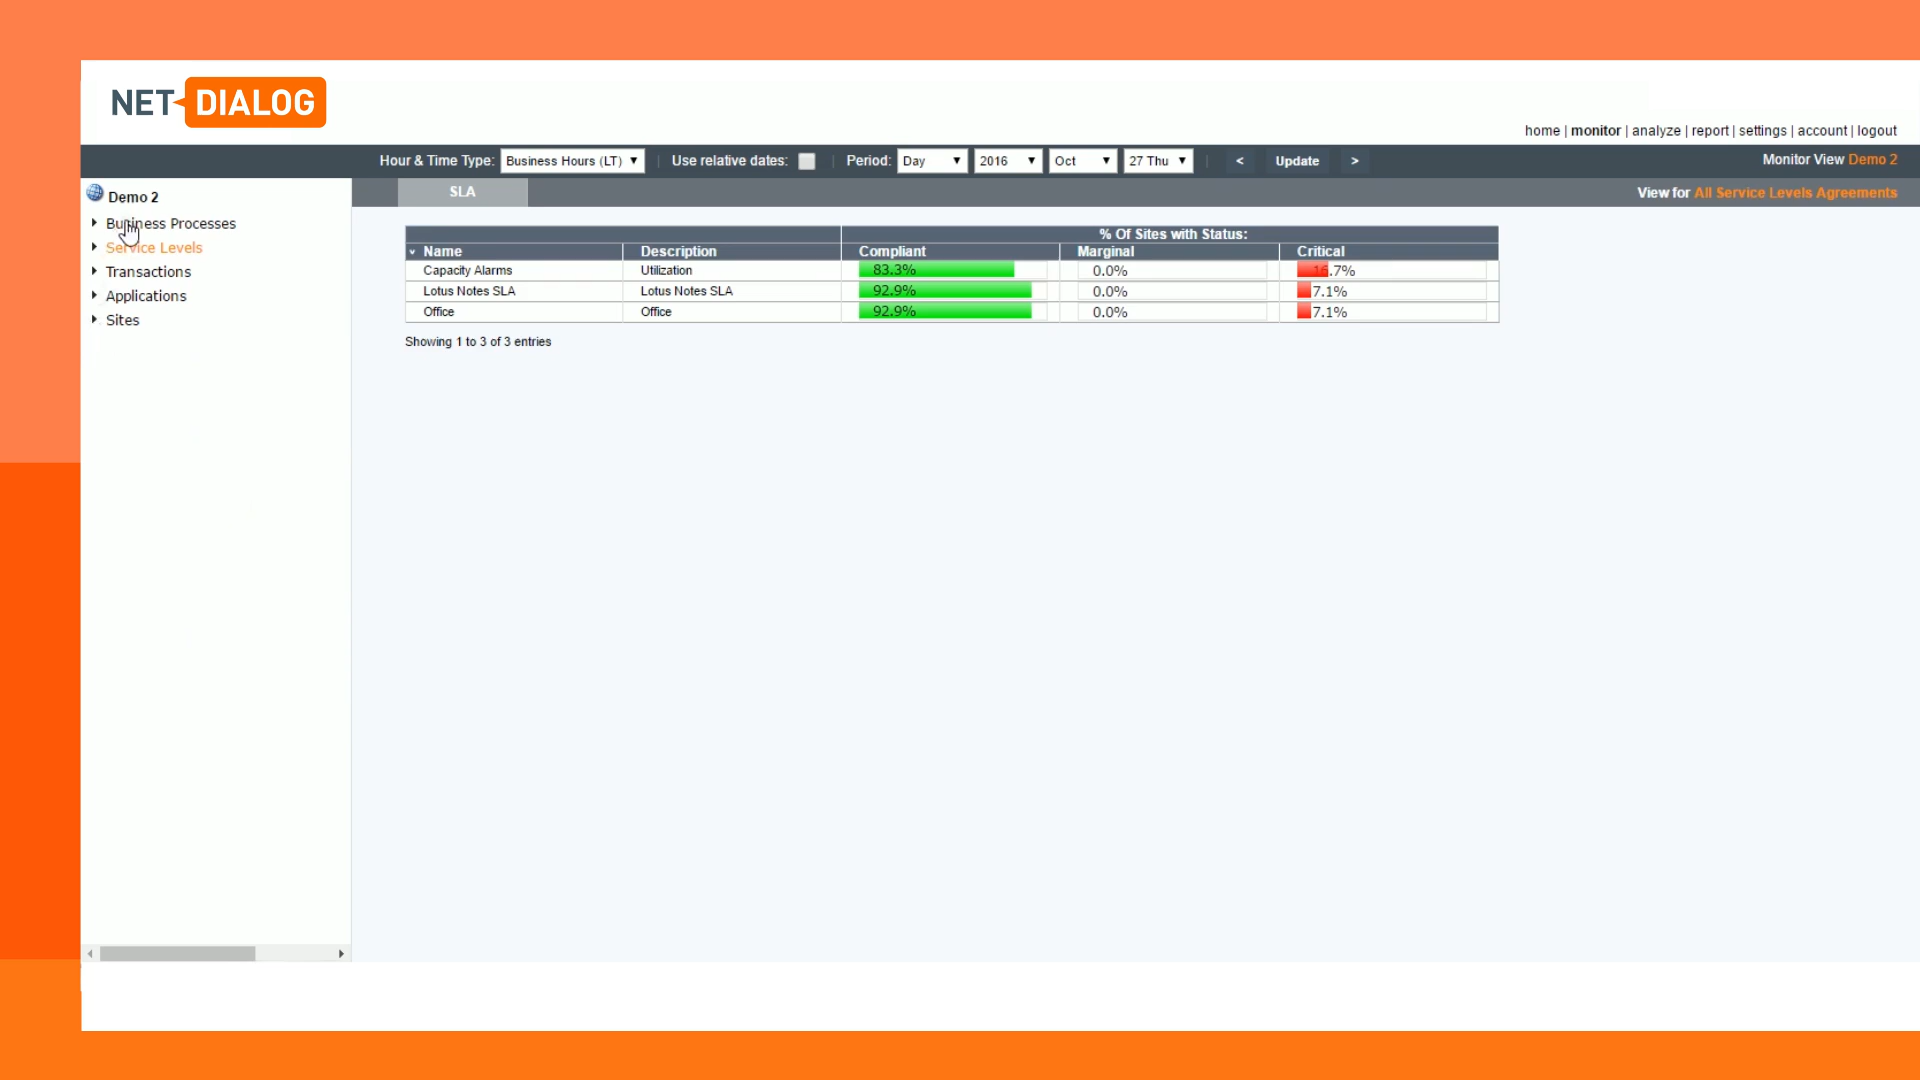 NET DIALOG
home | monitor | analyze | report | settings | account | logout
Hour & Time Type: Business Hours (LT) Use relative dates: Period: Day 2016 Oct 27 Thu < Update > Monitor View Demo 2
SLA View for All Service Levels Agreements
Demo 2
Business Processes
Service Levels
Transactions
Applications
Sites
% Of Sites with Status:
Name Description Compliant Marginal Critical
Capacity Alarms Utilization 83.3% 0.0% 16.7%
Lotus Notes SLA Lotus Notes SLA 92.9% 0.0% 7.1%
Office Office 92.9% 0.0% 7.1%
Showing 1 to 3 of 3 entries